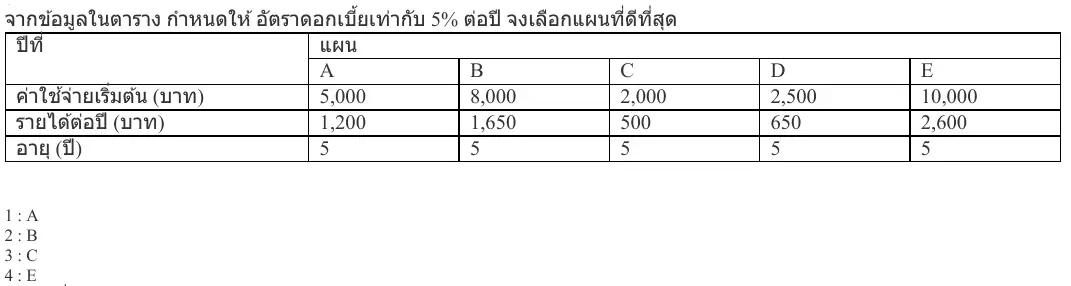 จากข้อมูลในตาราง กำหนดให้ อัตราดอกเบี้ยเท่ากับ 5% ต่อปี จงเลือกแผนที่ดีที่สุด
ปีที่ แผน
A B C D E
ค่าใช้จ่ายเริ่มต้น (บาท) 5,000 8,000 2,000 2,500 10,000
รายได้ต่อปี (บาท) 1,200 1,650 500 650 2,600
อายุ (ปี) 5 5 5 5 5
1 : A
2 : B
3 : C
4 : E